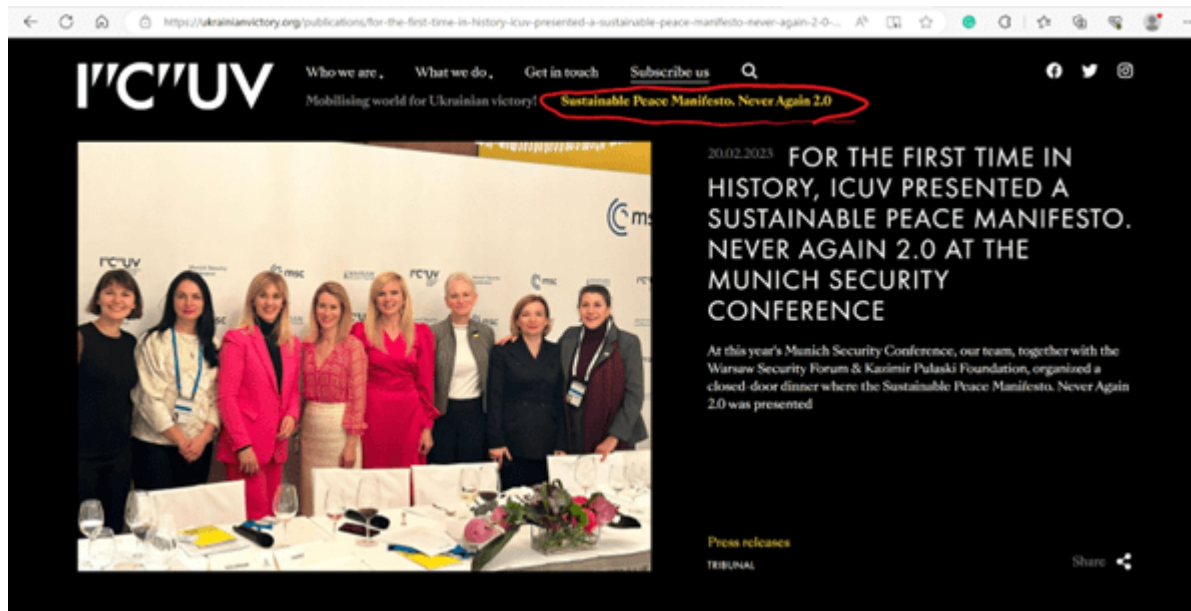 https://ukrainianvictory.org/publications/for-the-first-time-in-history-icuv-presented-a-sustainable-peace-manifesto-never-again-2-0-...
I"C"UV
Who we are
What we do
Get in touch
Subscribe us
Mobilising world for Ukrainian victory!
Sustainable Peace Manifesto. Never Again 2.0
20.02.2023 FOR THE FIRST TIME IN
HISTORY, ICUV PRESENTED A
SUSTAINABLE PEACE MANIFESTO.
NEVER AGAIN 2.0 AT THE
MUNICH SECURITY
CONFERENCE
At this year's Munich Security Conference, our team, together with the
Warsaw Security Forum & Kazimir Pulaski Foundation, organized a
closed-door dinner where the Sustainable Peace Manifesto. Never Again
2.0 was presented
Press releases
TRIBUNAL
Share
I"C"UV
msc
I"C"UV
msc